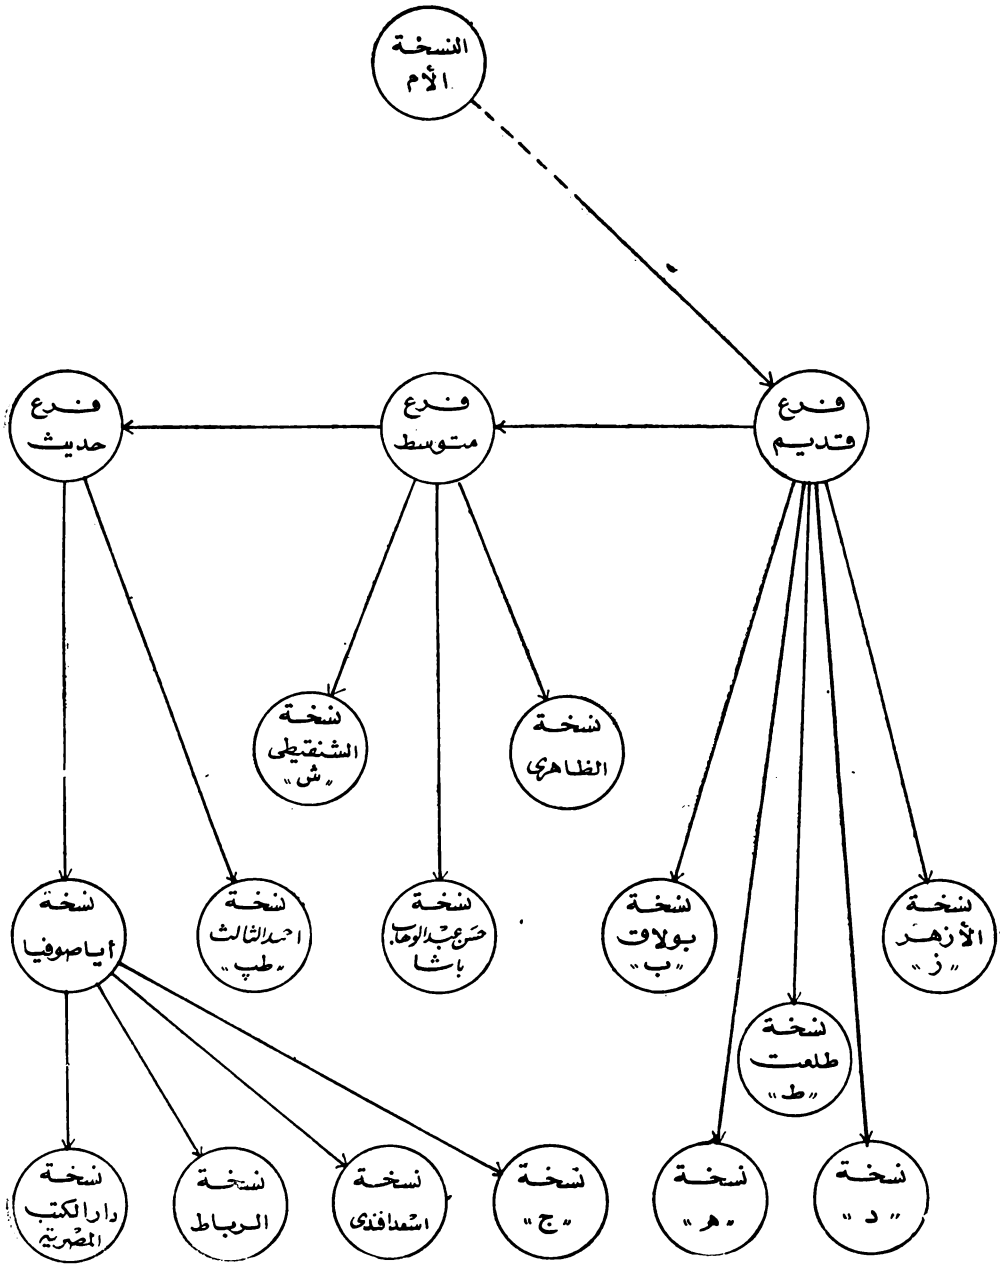 النسخة
الأم
فرع
قديم
فرع
متوسط
فرع
حديث
نسخة
الظاهرى
نسخة
الشنقيطى
"ش"
نسخة
الأزهر
"ز"
نسخة
بولاق
"ب"
نسخة
حسن عبد الوهاب
باشا
نسخة
احمد الثالث
"طپ"
نسخة
أياصوفيا
نسخة
طلعت
"ط"
نسخة
"د"
نسخة
"هـ"
نسخة
"ج"
نسخة
اسعد افندى
نسخة
الرباط
نسخة
دار الكتب
المصرية